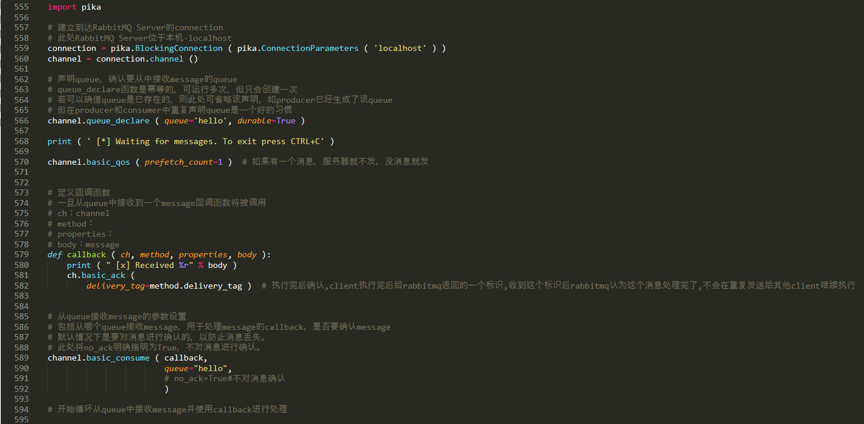 555 import pika
556
557 # 建立到达RabbitMQ Server的connection
558 # 此处RabbitMQ Server位于本机-localhost
559 connection = pika.BlockingConnection ( pika.ConnectionParameters ( 'localhost' ) )
560 channel = connection.channel ()
561
562 # 声明queue，确认要从中接收message的queue
563 # queue_declare函数是幂等的，可运行多次，但只会创建一次
564 # 若可以确信queue是已存在的，则此处可省略该声明，如producer已经生成了该queue
565 # 但在producer和consumer中重复声明queue是一个好的习惯
566 channel.queue_declare ( queue='hello', durable=True )
567
568 print ( ' [*] Waiting for messages. To exit press CTRL+C' )
569
570 channel.basic_qos ( prefetch_count=1 ) # 如果有一个消息，服务器就不发，没消息就发
571
572
573 # 定义回调函数
574 # 一旦从queue中接收到一个message回调函数将被调用
575 # ch：channel
576 # method：
577 # properties：
578 # body：message
579 def callback ( ch, method, properties, body ):
580 print ( " [x] Received %r" % body )
581 ch.basic_ack (
582 delivery_tag=method.delivery_tag ) # 执行完后确认,client执行完后给rabbitmq返回的一个标识,收到这个标识后rabbitmq认为这个消息处理完了,不会在重复发送给其他client继续执行
583
584
585 # 从queue接收message的参数设置
586 # 包括从哪个queue接收message，用于处理message的callback，是否要确认message
587 # 默认情况下是要对消息进行确认的，以防止消息丢失。
588 # 此处将no_ack明确指明为True，不对消息进行确认。
589 channel.basic_consume ( callback,
590 queue="hello",
591 # no_ack=True#不对消息确认
592 )
593
594 # 开始循环从queue中接收message并使用callback进行处理
595